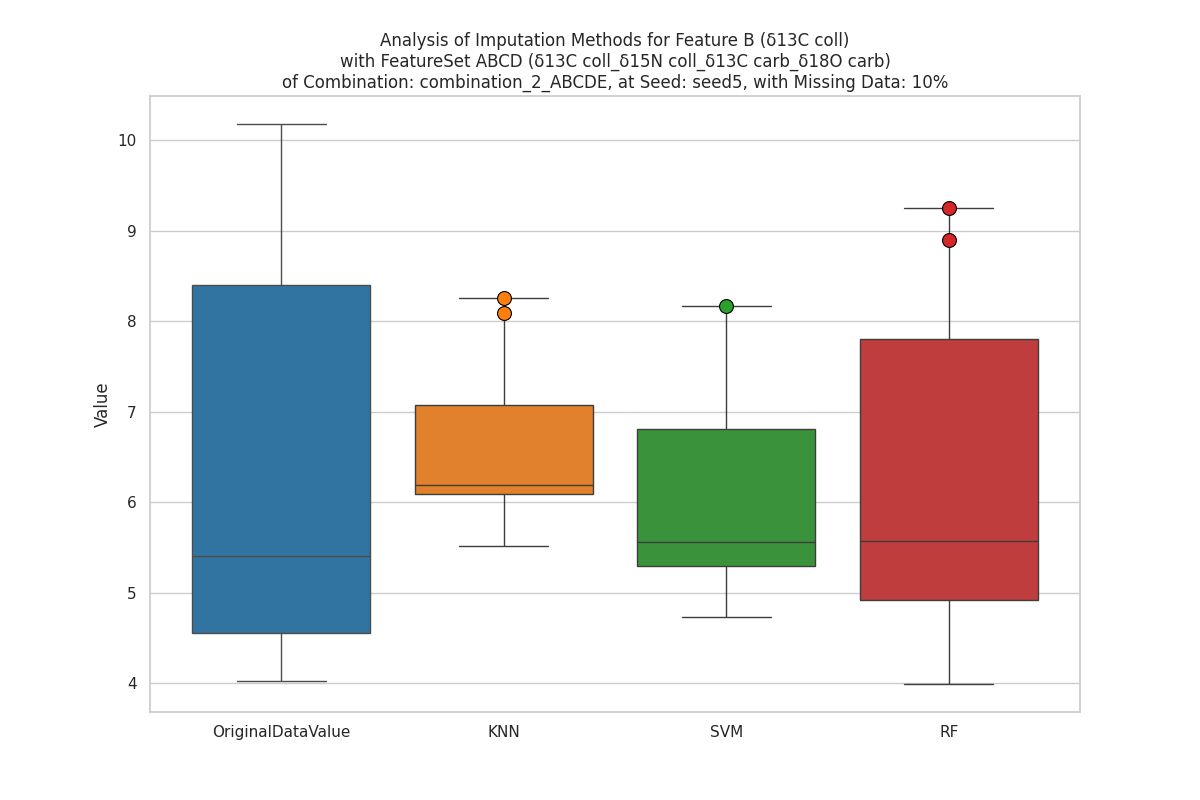 Analysis of Imputation Methods for Feature B (δ13C coll)
with FeatureSet ABCD (δ13C coll_δ15N coll_δ13C carb_δ18O carb)
of Combination: combination_2_ABCDE, at Seed: seed5, with Missing Data: 10%
10
9
8
7
6
5
4
Value
OriginalDataValue
KNN
SVM
RF